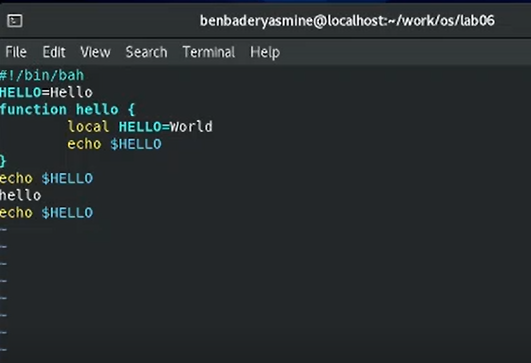 benbaderyasmine@localhost:~/work/os/lab06
File Edit View Search Terminal Help
#!/bin/bah
HELLO=Hello
function hello {
local HELLO=World
echo $HELLO
}
echo $HELLO
hello
echo $HELLO
~
~
~
~
~
~
~
~